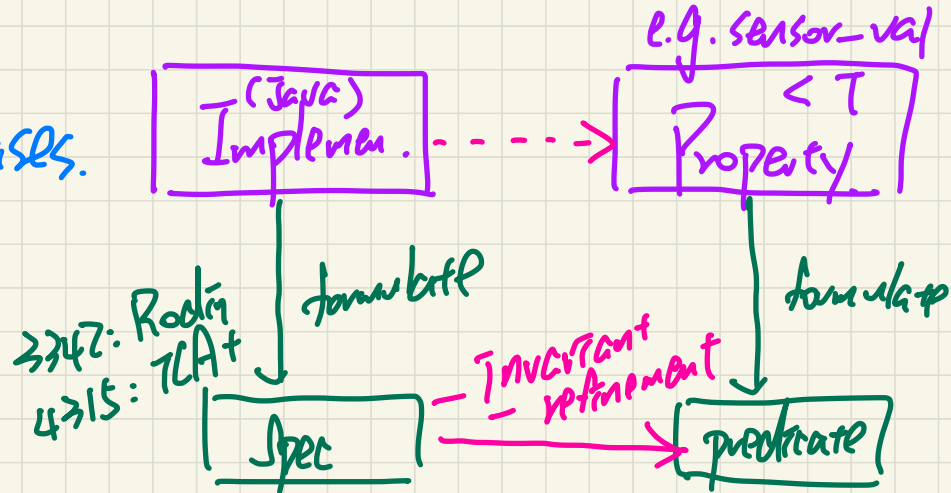 e.g. sensor_val
(Java)
< T
Implemen.
Property
ses.
formulate
formulate
3342: Rodin
4315: TLA+
Invariant
refinement
Spec
predicate